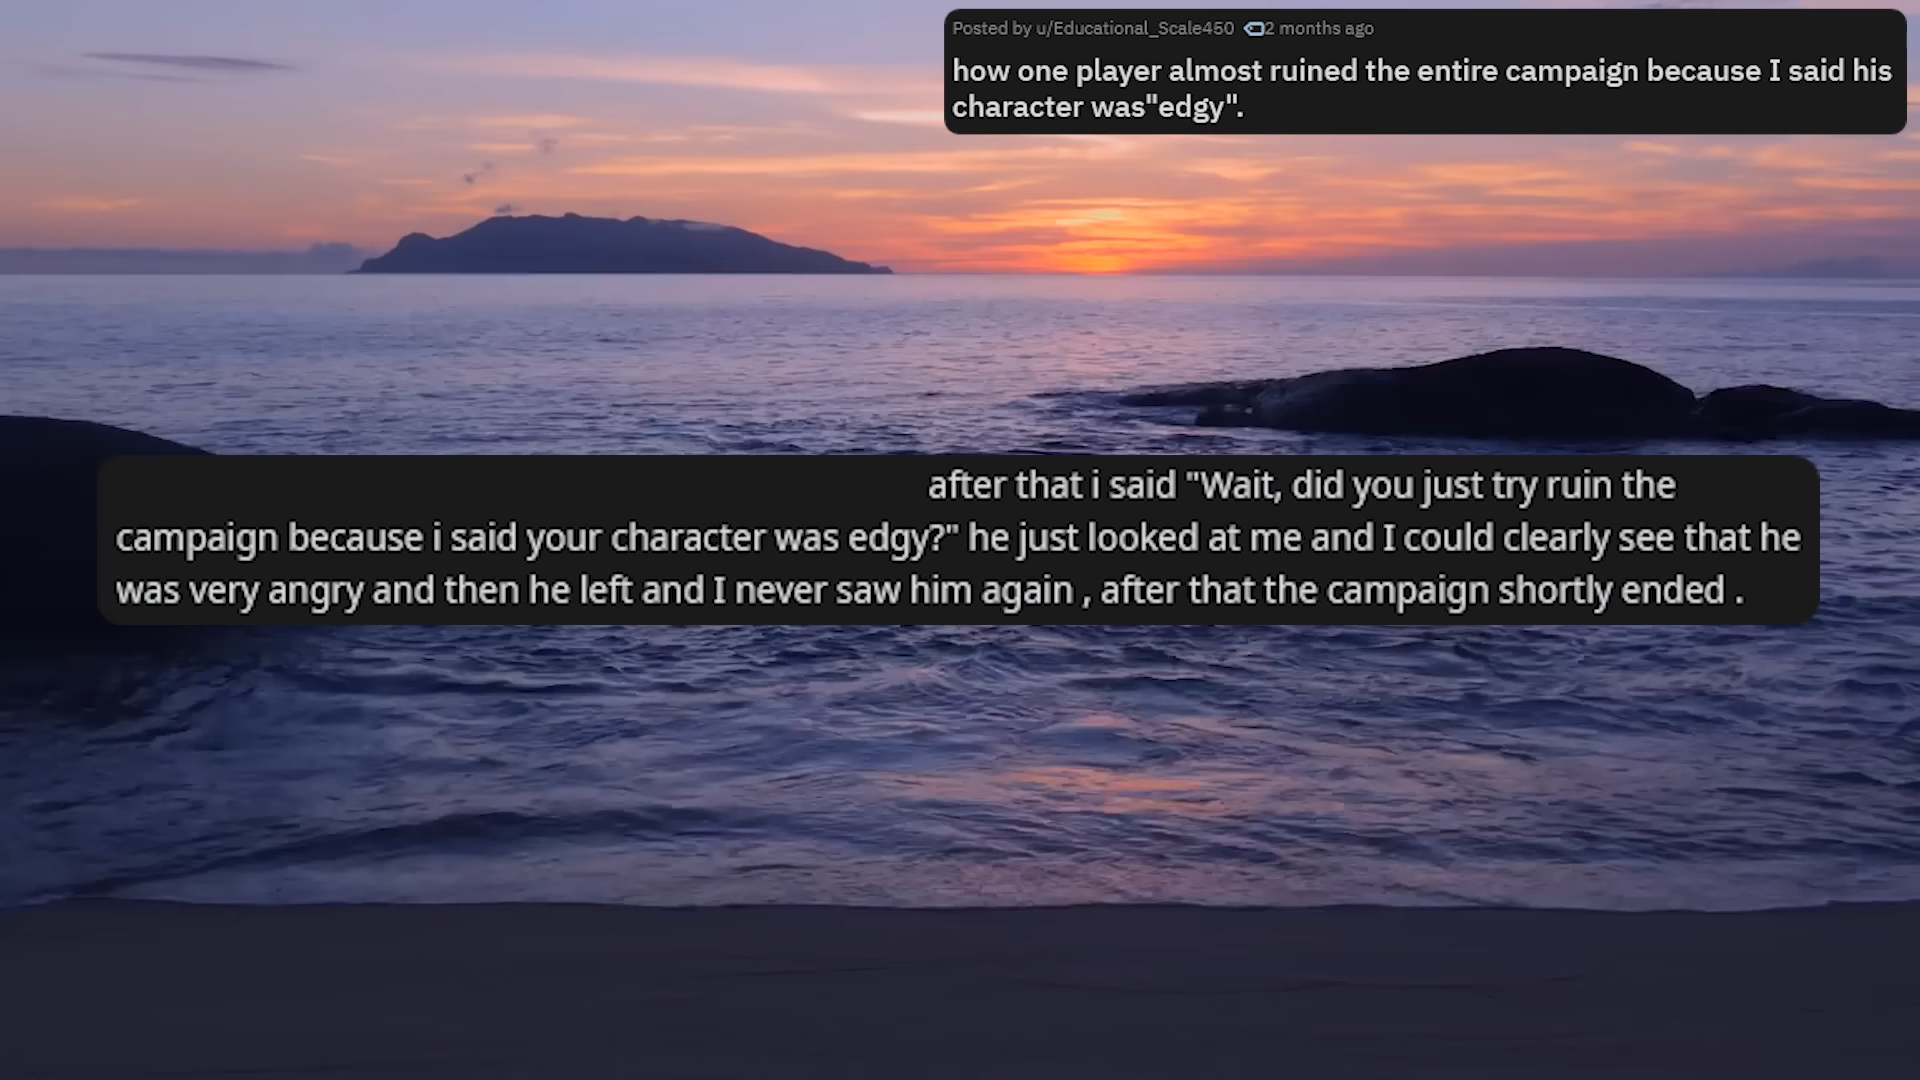 Posted by u/Educational_Scale450 2 months ago
how one player almost ruined the entire campaign because I said his
character was"edgy".
after that i said "Wait, did you just try ruin the
campaign because i said your character was edgy?" he just looked at me and I could clearly see that he
was very angry and then he left and I never saw him again , after that the campaign shortly ended .